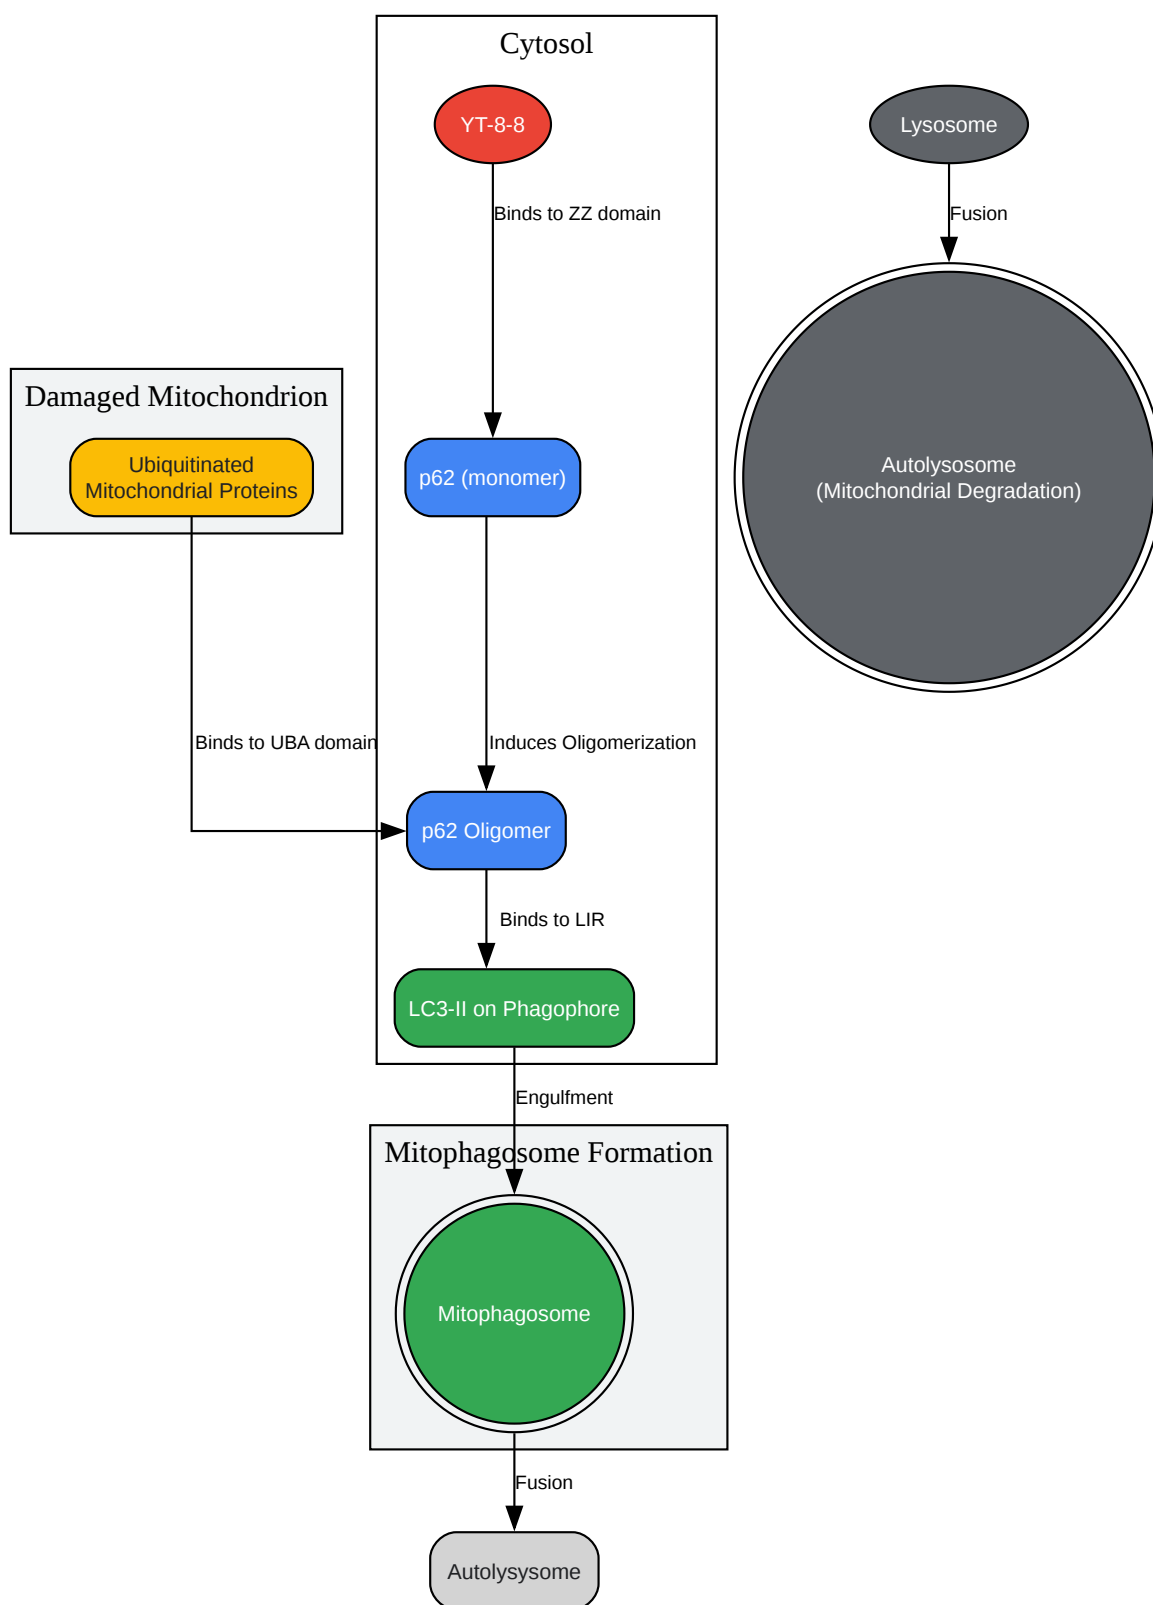 Cytosol
YT-8-8
Lysosome
Binds to ZZ domain
Fusion
Damaged Mitochondrion
Ubiquitinated
Mitochondrial Proteins
p62 (monomer)
Autolysosome
(Mitochondrial Degradation)
Binds to UBA domain
Induces Oligomerization
p62 Oligomer
Binds to LIR
LC3-II on Phagophore
Engulfment
Mitophagosome Formation
Mitophagosome
Fusion
Autolysysome